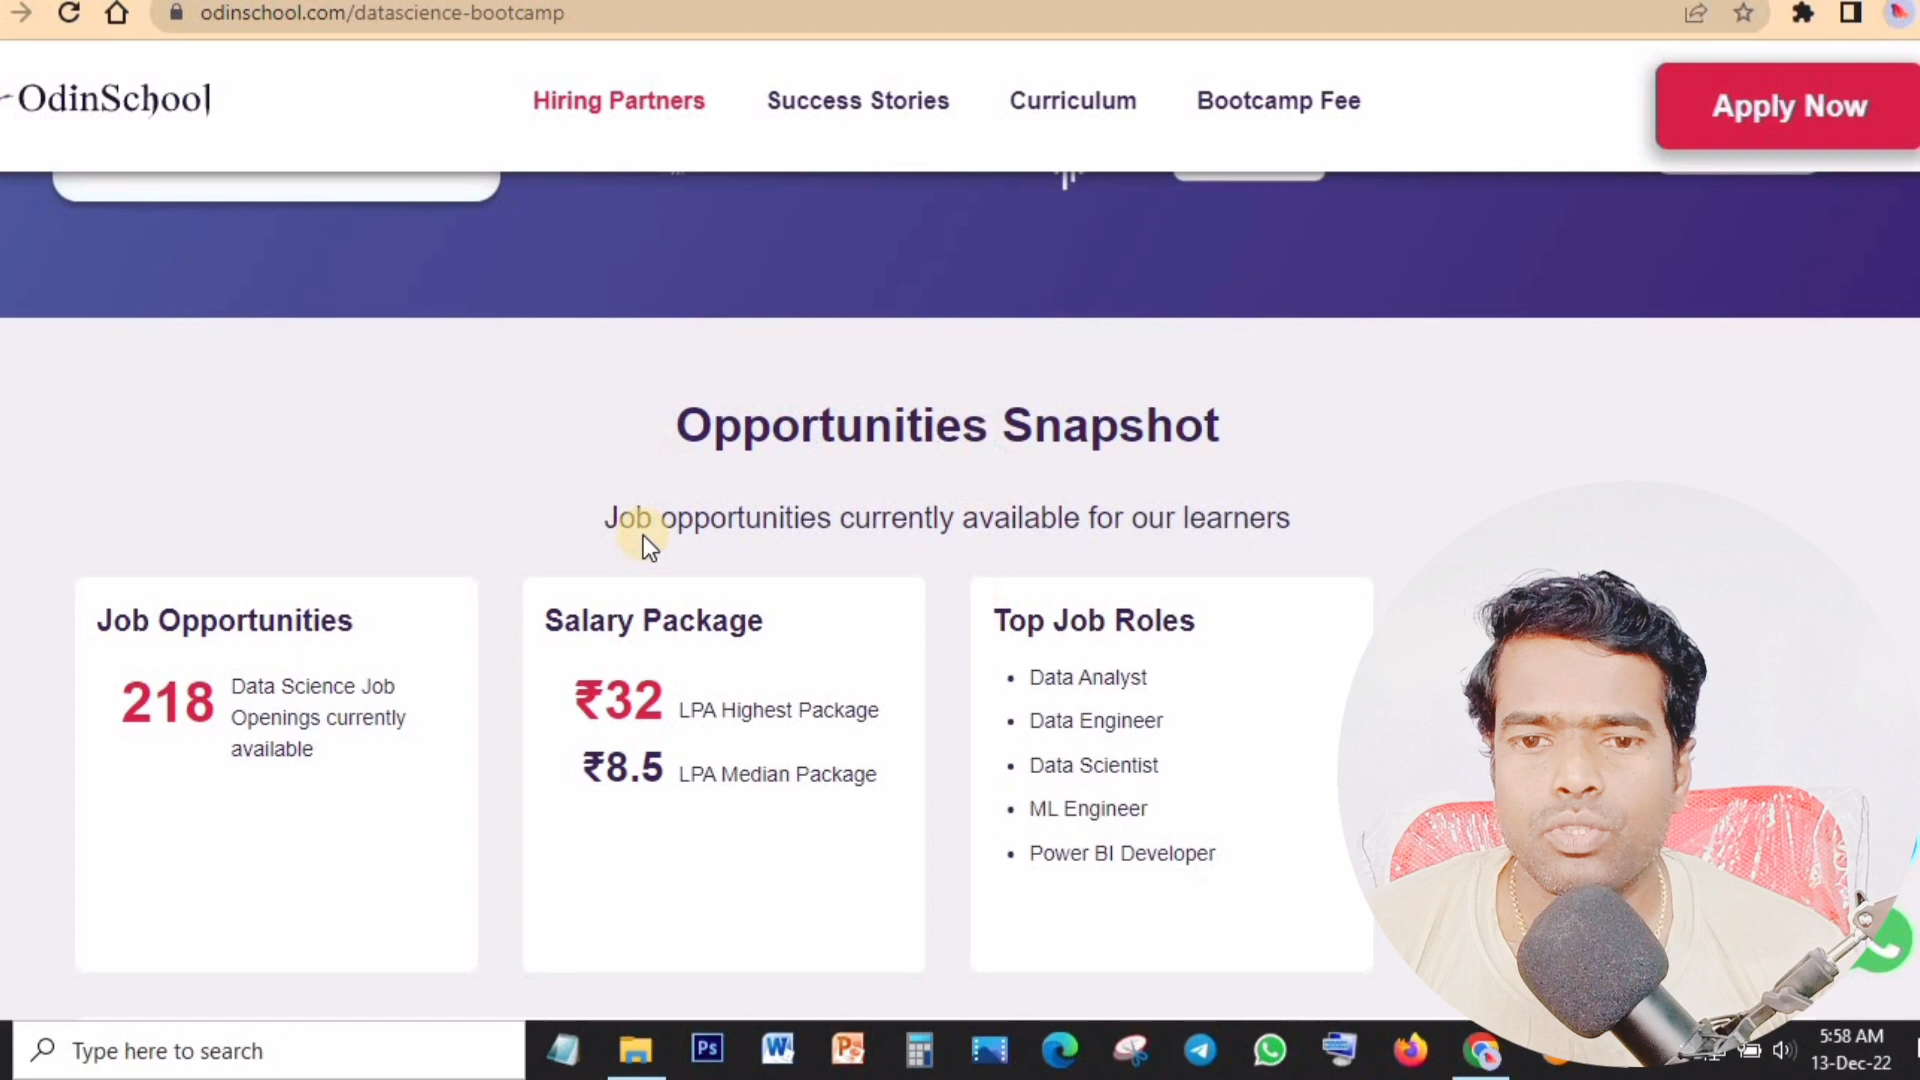 odinschool.com/datascience-bootcamp
OdinSchool
Hiring Partners
Success Stories
Curriculum
Bootcamp Fee
Apply Now
Opportunities Snapshot
Job opportunities currently available for our learners
Job Opportunities
218
Data Science Job
Openings currently
available
Salary Package
₹32 LPA Highest Package
₹8.5 LPA Median Package
Top Job Roles
• Data Analyst
• Data Engineer
• Data Scientist
• ML Engineer
• Power BI Developer
Type here to search
Ps
W
P
5:58 AM
13-Dec-22